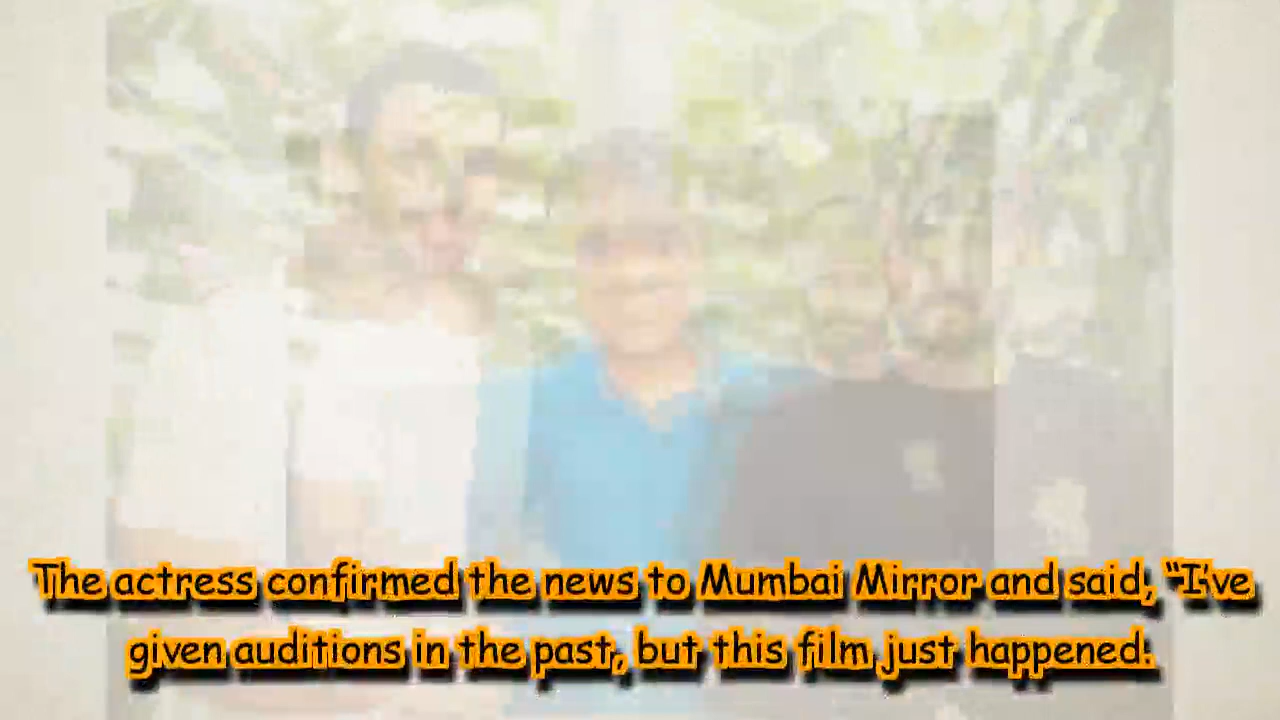 The actress confirmed the news to Mumbai Mirror and said, “I’ve
given auditions in the past, but this film just happened.